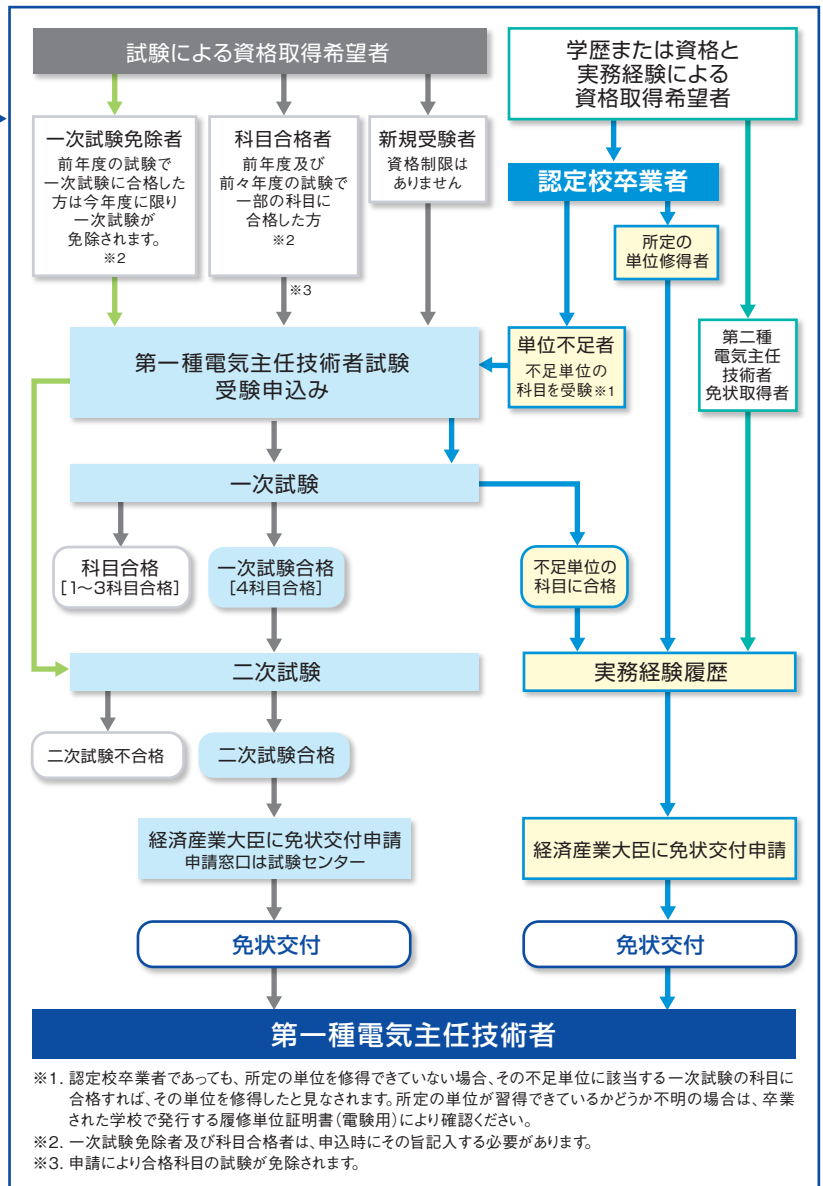 試験による資格取得希望者
学歴または資格と
実務経験による
資格取得希望者
一次試験免除者
前年度の試験で
一次試験に合格した
方は今年度に限り
一次試験が
免除されます。
※2
科目合格者
前年度及び
前々年度の試験で
一部の科目に
合格した方
※2
※3
新規受験者
資格制限は
ありません
認定校卒業者
所定の
単位修得者
第一種電気主任技術者試験
受験申込み
単位不足者
不足単位の
科目を受験※1
第二種
電気主任
技術者
免状取得者
一次試験
科目合格
[1～3科目合格]
一次試験合格
[4科目合格]
不足単位の
科目に合格
二次試験
実務経験履歴
二次試験不合格
二次試験合格
経済産業大臣に免状交付申請
申請窓口は試験センター
経済産業大臣に免状交付申請
免状交付
免状交付
第一種電気主任技術者
※1. 認定校卒業者であっても、所定の単位を修得できていない場合、その不足単位に該当する一次試験の科目に
合格すれば、その単位を修得したと見なされます。所定の単位が習得できているかどうか不明の場合は、卒業
された学校で発行する履修単位証明書(電験用)により確認ください。
※2. 一次試験免除者及び科目合格者は、申込時にその旨記入する必要があります。
※3. 申請により合格科目の試験が免除されます。